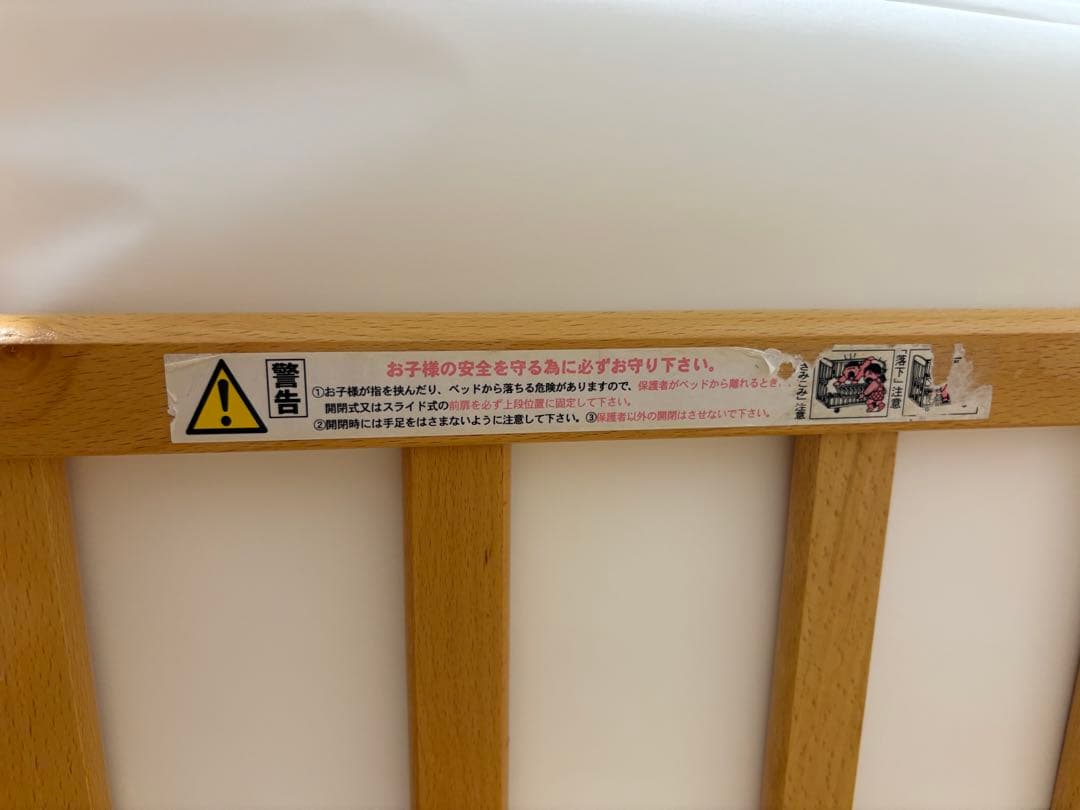 警告
お子様の安全を守る為に必ずお守り下さい。
①お子様が指を挟んだり、ベッドから落ちる危険がありますので、保護者がベッドから離れるとき、
開閉式又はスライド式の前扉を必ず上段位置に固定して下さい。
②開閉時には手足をはさまないように注意して下さい。③保護者以外の開閉はさせないで下さい。
さみこみ」注意
「落下」注意